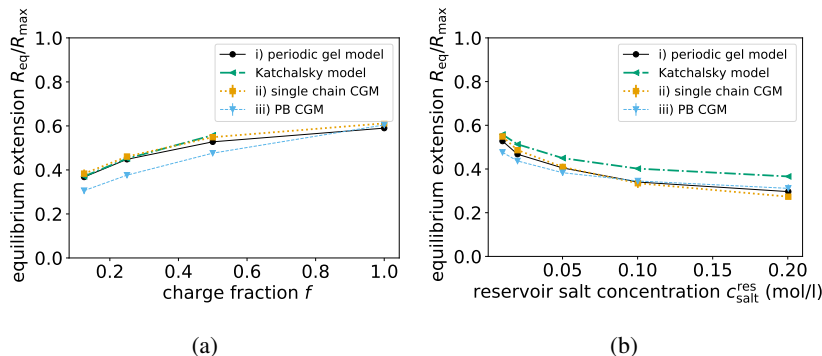 (a)
equilibrium extension R_eq/R_max
1.0
0.8
0.6
0.4
0.2
0.0
i) periodic gel model
Katchalsky model
ii) single chain CGM
iii) PB CGM
0.2 0.4 0.6 0.8 1.0
charge fraction f
(a)
(b)
equilibrium extension R_eq/R_max
1.0
0.8
0.6
0.4
0.2
0.0
i) periodic gel model
Katchalsky model
ii) single chain CGM
iii) PB CGM
0.05 0.10 0.15 0.20
reservoir salt concentration c_salt^res (mol/l)
(b)